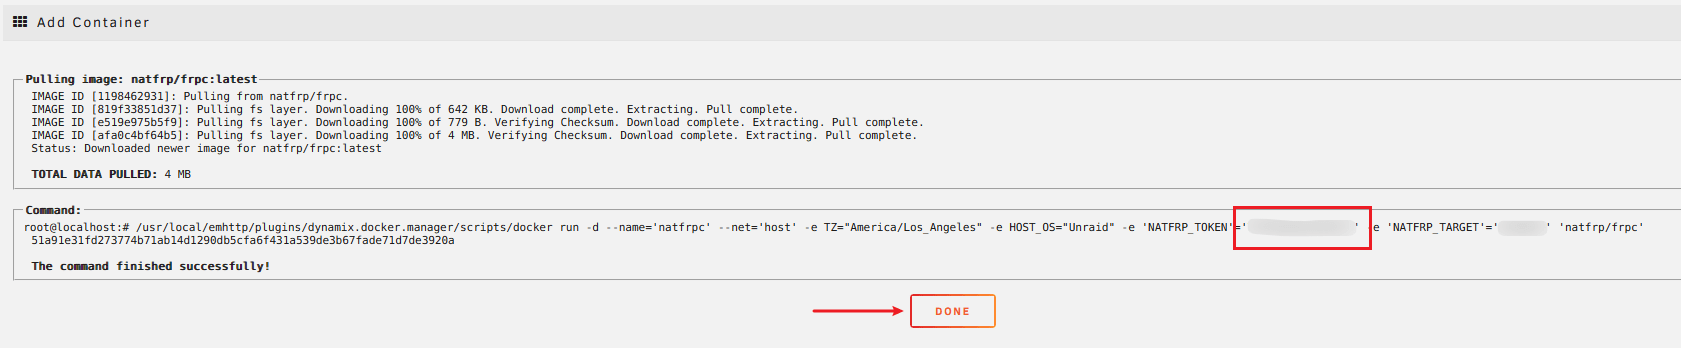 Add Container
Pulling image: natfrp/frpc:latest
IMAGE ID [1198462931]: Pulling from natfrp/frpc.
IMAGE ID [819f33851d37]: Pulling fs layer. Downloading 100% of 642 KB. Download complete. Extracting. Pull complete.
IMAGE ID [e519e975b5f9]: Pulling fs layer. Downloading 100% of 779 B. Verifying Checksum. Download complete. Extracting. Pull complete.
IMAGE ID [afa0c4bf64b5]: Pulling fs layer. Downloading 100% of 4 MB. Verifying Checksum. Download complete. Extracting. Pull complete.
Status: Downloaded newer image for natfrp/frpc:latest
TOTAL DATA PULLED: 4 MB
Command:
root@localhost:# /usr/local/emhttp/plugins/dynamix.docker.manager/scripts/docker run -d --name='natfrpc' --net='host' -e TZ="America/Los_Angeles" -e HOST_OS="Unraid" -e 'NATFRP_TOKEN'='' -e 'NATFRP_TARGET'='' 'natfrp/frpc'
51a91e31fd273774b71ab14d1290db5cfa6f431a539de3b67fade71d7de3920a
The command finished successfully!
DONE